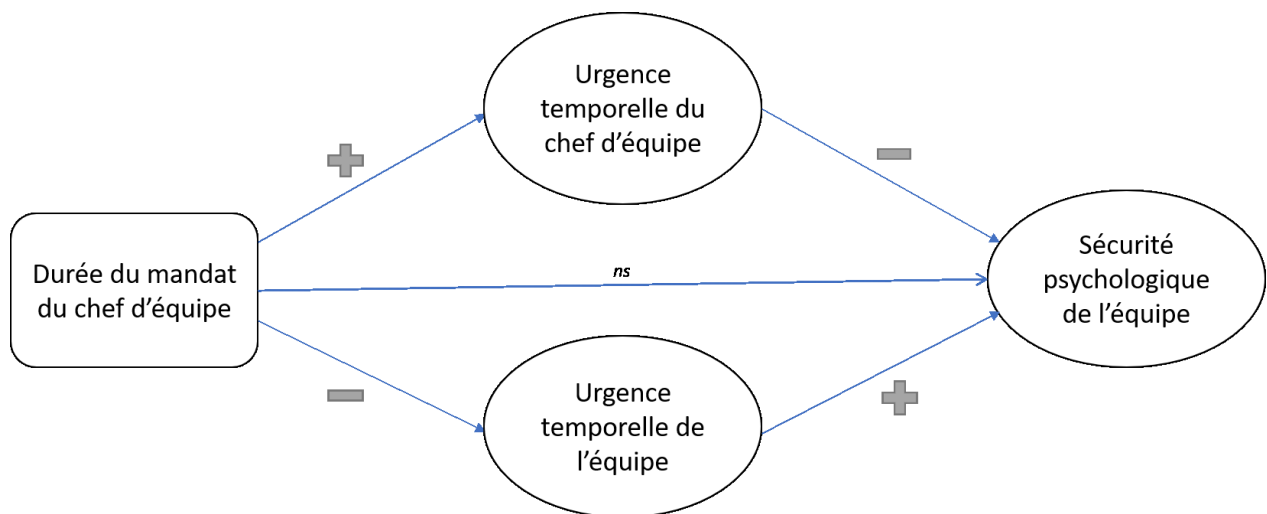 Urgence
temporelle du
chef d’équipe
Durée du mandat
du chef d’équipe
ns
Sécurité
psychologique
de l’équipe
Urgence
temporelle de
l’équipe